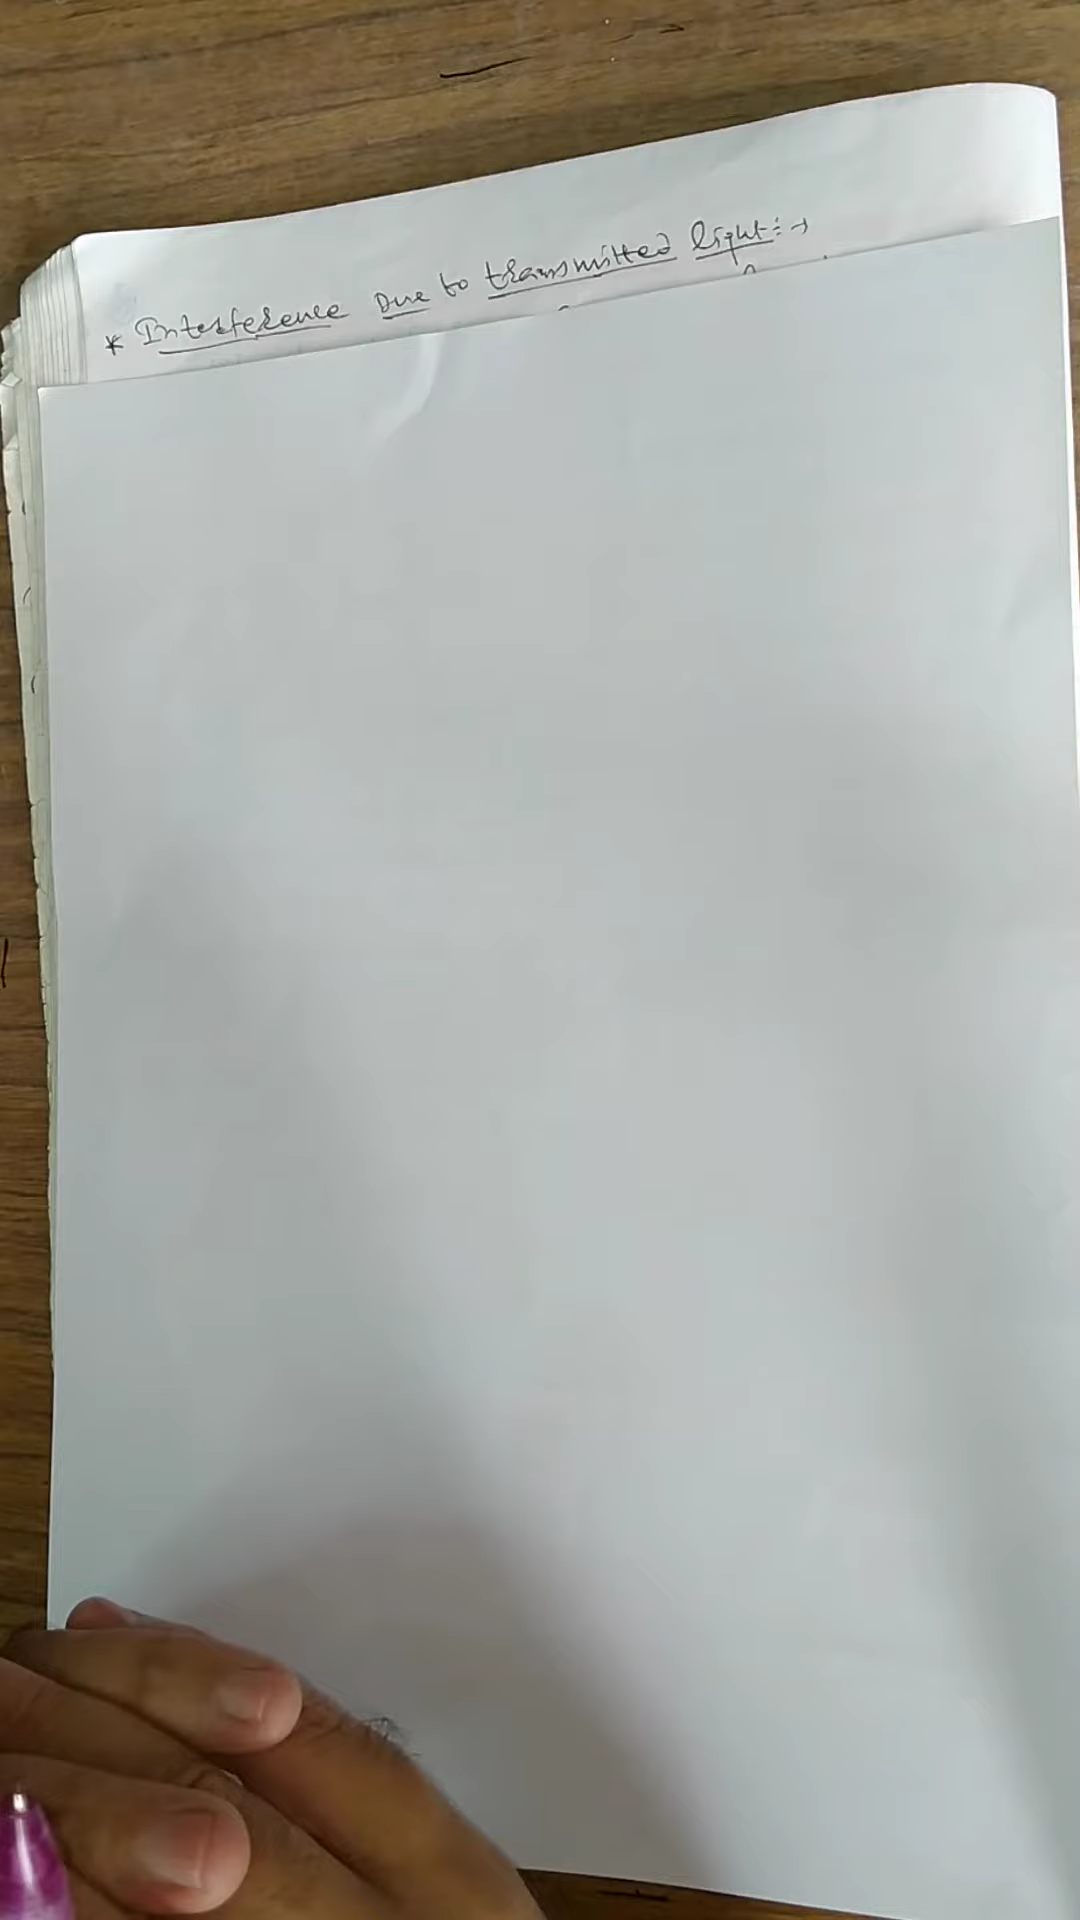 * Interference Due to transmitted light :→